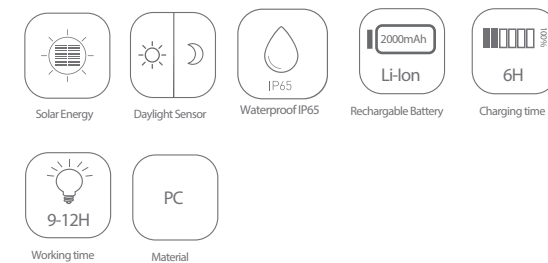 2000mAh
Li-Ion
100%
6H
IP65
Solar Energy
Daylight Sensor
Waterproof IP65
Rechargable Battery
Charging time
9-12H
PC
Working time
Material